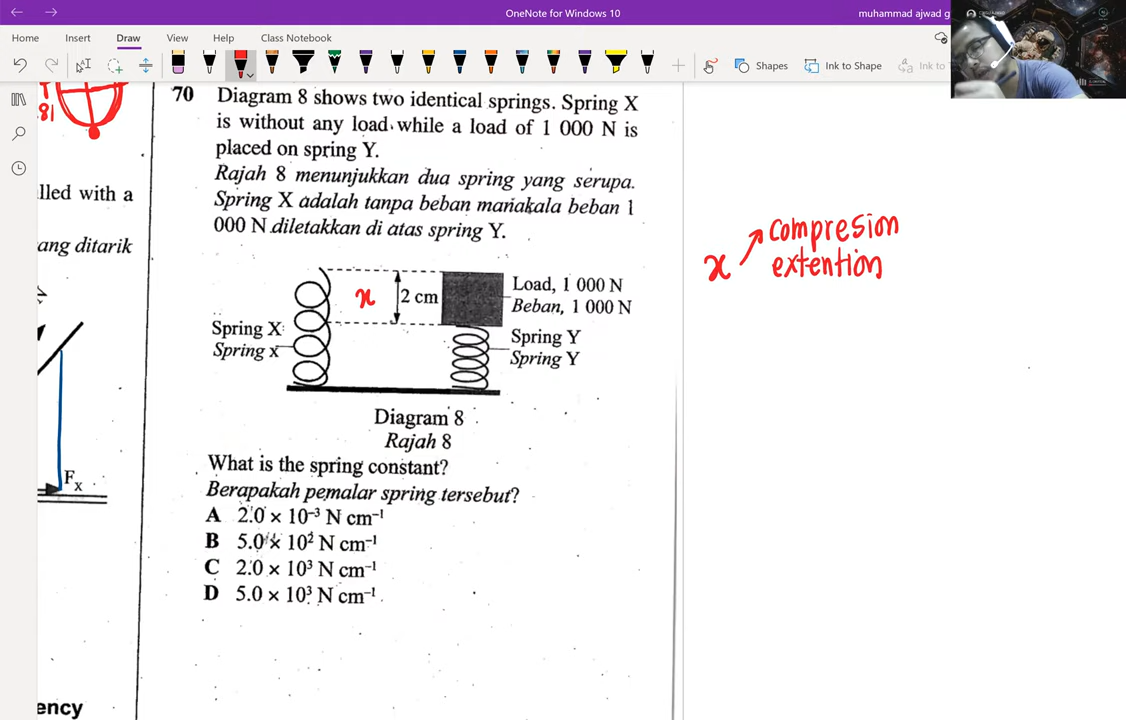 OneNote for Windows 10
muhammad ajwad g
Home
Insert
Draw
View
Help
Class Notebook
Shapes
Ink to Shape
Ink to
81
lled with a
ang ditarik
Fx
ency
70 Diagram 8 shows two identical springs. Spring X
is without any load while a load of 1 000 N is
placed on spring Y.
Rajah 8 menunjukkan dua spring yang serupa.
Spring X adalah tanpa beban manakala beban 1
000 N diletakkan di atas spring Y.
x
2 cm
Load, 1 000 N
Beban, 1 000 N
Spring X
Spring x
Spring Y
Spring Y
Diagram 8
Rajah 8
What is the spring constant?
Berapakah pemalar spring tersebut?
A 2.0 × 10⁻³ N cm⁻¹
B 5.0 × 10² N cm⁻¹
C 2.0 × 10³ N cm⁻¹
D 5.0 × 10³ N cm⁻¹
x
compresion
extention